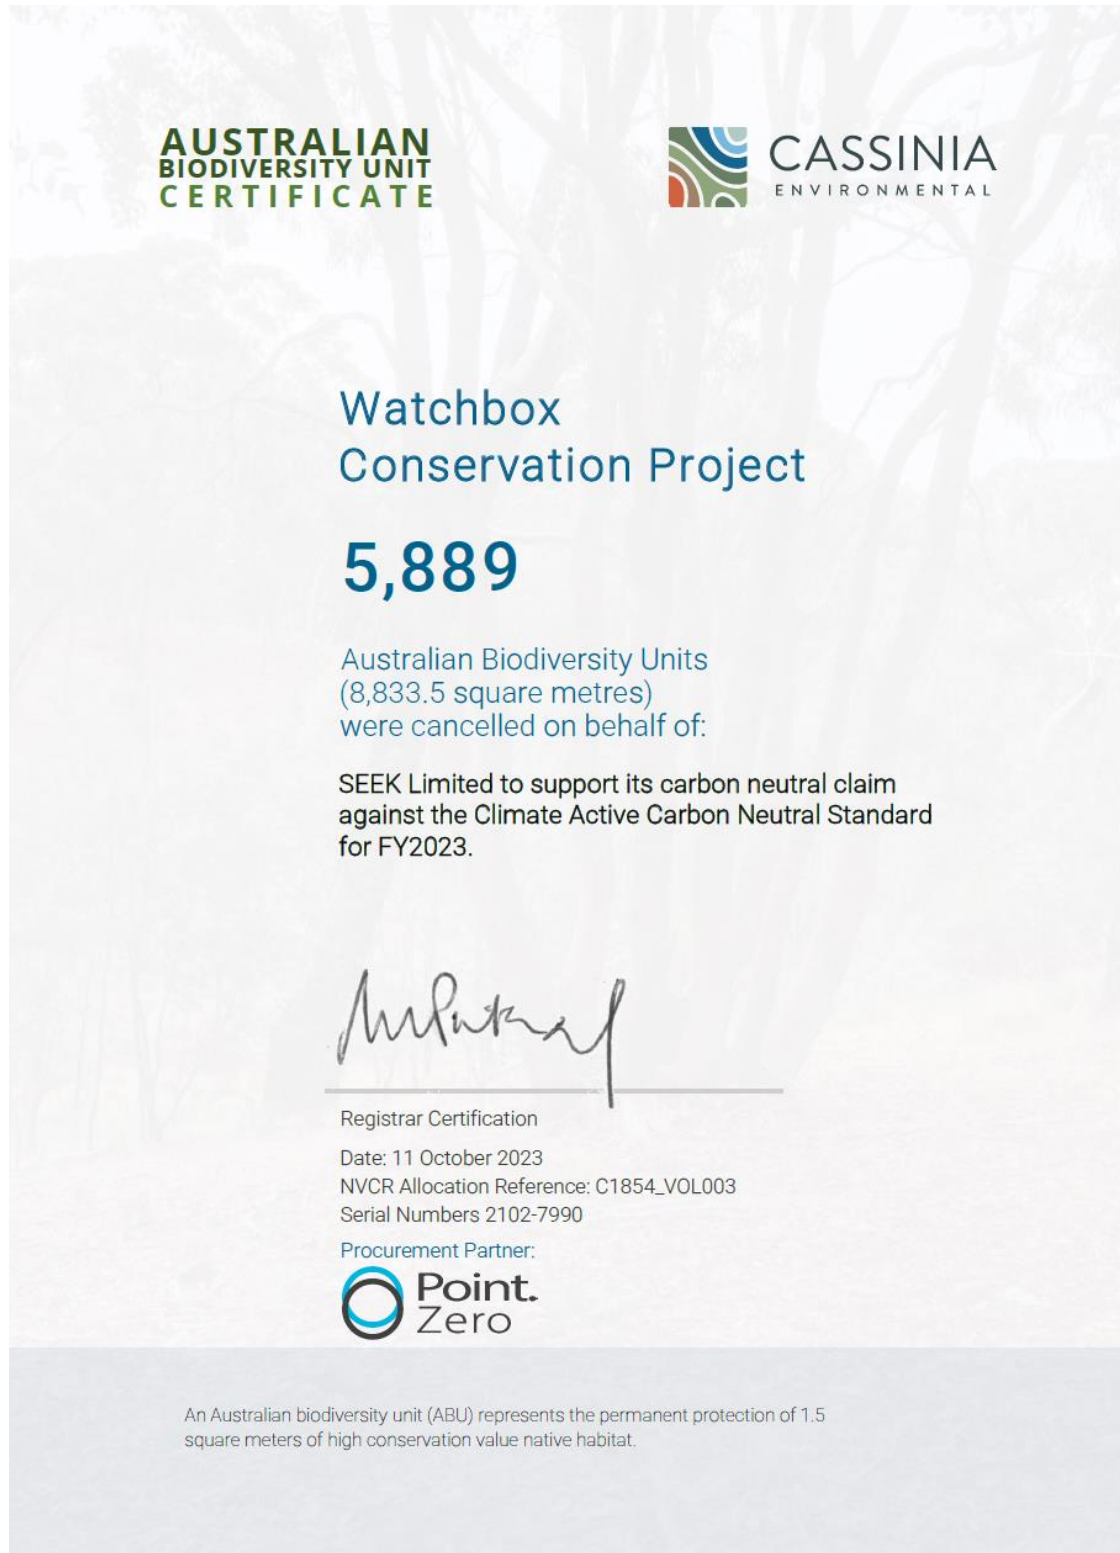 AUSTRALIAN
BIODIVERSITY UNIT
CERTIFICATE
CASSINIA
ENVIRONMENTAL
Watchbox
Conservation Project
5,889
Australian Biodiversity Units
(8,833.5 square metres)
were cancelled on behalf of:
SEEK Limited to support its carbon neutral claim
against the Climate Active Carbon Neutral Standard
for FY2023.
Registrar Certification
Date: 11 October 2023
NVCR Allocation Reference: C1854_VOL003
Serial Numbers 2102-7990
Procurement Partner:
Point.
Zero
An Australian biodiversity unit (ABU) represents the permanent protection of 1.5
square meters of high conservation value native habitat.